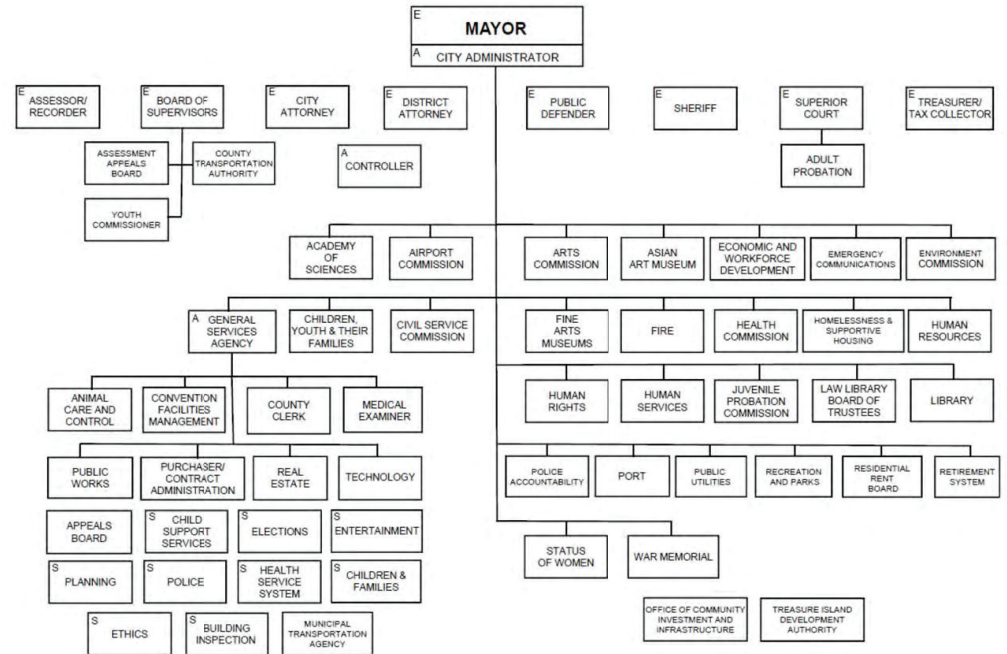 E
MAYOR
A
CITY ADMINISTRATOR
E
ASSESSOR/
RECORDER
E
BOARD OF
SUPERVISORS
E
CITY
ATTORNEY
E
DISTRICT
ATTORNEY
E
PUBLIC
DEFENDER
E
SHERIFF
E
SUPERIOR
COURT
E
TREASURER/
TAX COLLECTOR
ASSESSMENT
APPEALS
BOARD
COUNTY
TRANSPORTATION
AUTHORITY
A
CONTROLLER
ADULT
PROBATION
YOUTH
COMMISSIONER
ACADEMY
OF
SCIENCES
AIRPORT
COMMISSION
ARTS
COMMISSION
ASIAN
ART MUSEUM
ECONOMIC AND
WORKFORCE
DEVELOPMENT
EMERGENCY
COMMUNICATIONS
ENVIRONMENT
COMMISSION
A
GENERAL
SERVICES
AGENCY
CHILDREN,
YOUTH & THEIR
FAMILIES
CIVIL SERVICE
COMMISSION
FINE
ARTS
MUSEUMS
FIRE
HEALTH
COMMISSION
HOMELESSNESS &
SUPPORTIVE
HOUSING
HUMAN
RESOURCES
ANIMAL
CARE AND
CONTROL
CONVENTION
FACILITIES
MANAGEMENT
COUNTY
CLERK
MEDICAL
EXAMINER
HUMAN
RIGHTS
HUMAN
SERVICES
JUVENILE
PROBATION
COMMISSION
LAW LIBRARY
BOARD OF
TRUSTEES
LIBRARY
PUBLIC
WORKS
PURCHASER/
CONTRACT
ADMINISTRATION
REAL
ESTATE
TECHNOLOGY
POLICE
ACCOUNTABILITY
PORT
PUBLIC
UTILITIES
RECREATION
AND PARKS
RESIDENTIAL
RENT
BOARD
RETIREMENT
SYSTEM
APPEALS
BOARD
S
CHILD
SUPPORT
SERVICES
S
ELECTIONS
S
ENTERTAINMENT
STATUS
OF WOMEN
WAR MEMORIAL
S
PLANNING
S
POLICE
S
HEALTH
SERVICE
SYSTEM
S
CHILDREN &
FAMILIES
S
ETHICS
S
BUILDING
INSPECTION
MUNICIPAL
TRANSPORTATION
AGENCY
OFFICE OF COMMUNITY
INVESTMENT AND
INFRASTRUCTURE
TREASURE ISLAND
DEVELOPMENT
AUTHORITY